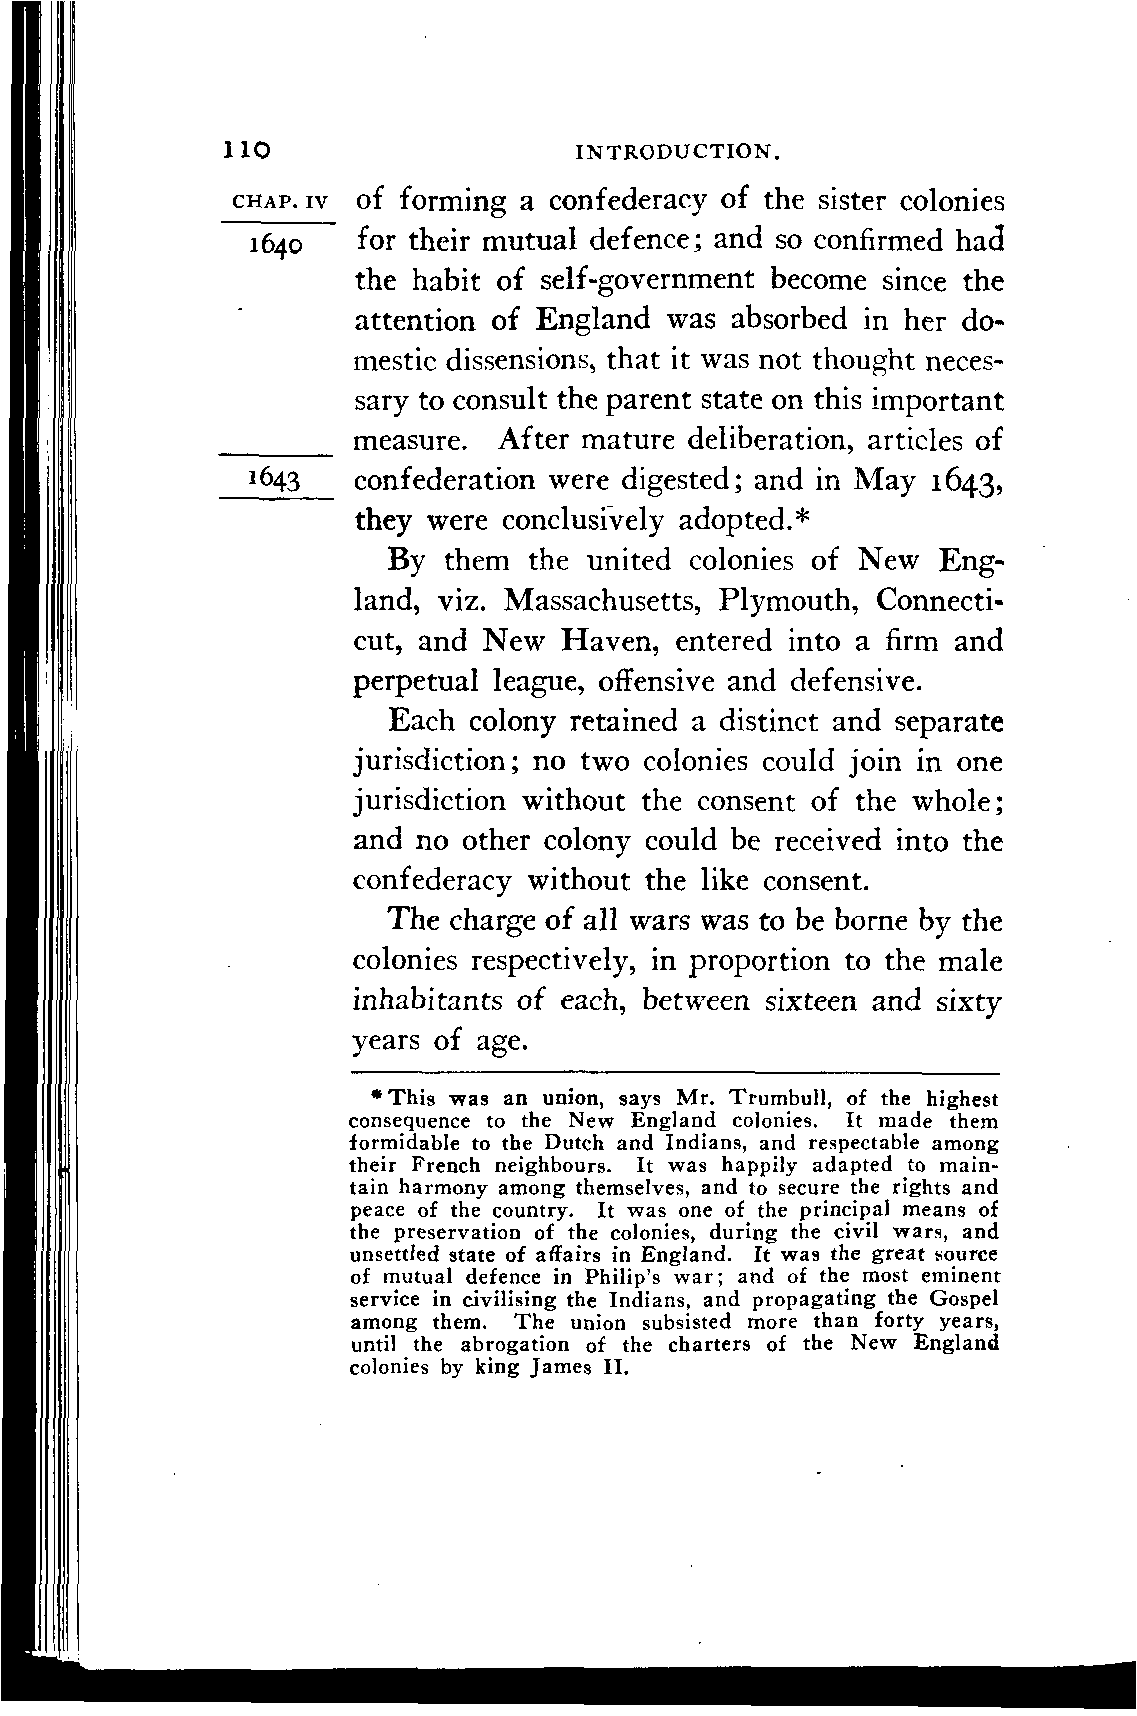 110 INTRODUCTION.
CHAP. IV of forming a confederacy of the sister colonies
1640 for their mutual defence; and so confirmed had
the habit of self-government become since the
attention of England was absorbed in her do-
mestic dissensions, that it was not thought neces-
sary to consult the parent state on this important
measure. After mature deliberation, articles of
1643 confederation were digested; and in May 1643,
they were conclusively adopted.*
By them the united colonies of New Eng-
land, viz. Massachusetts, Plymouth, Connecti-
cut, and New Haven, entered into a firm and
perpetual league, offensive and defensive.
Each colony retained a distinct and separate
jurisdiction; no two colonies could join in one
jurisdiction without the consent of the whole;
and no other colony could be received into the
confederacy without the like consent.
The charge of all wars was to be borne by the
colonies respectively, in proportion to the male
inhabitants of each, between sixteen and sixty
years of age.
*This was an union, says Mr. Trumbull, of the highest
consequence to the New England colonies. It made them
formidable to the Dutch and Indians, and respectable among
their French neighbours. It was happily adapted to main-
tain harmony among themselves, and to secure the rights and
peace of the country. It was one of the principal means of
the preservation of the colonies, during the civil wars, and
unsettled state of affairs in England. It was the great source
of mutual defence in Philip's war; and of the most eminent
service in civilising the Indians, and propagating the Gospel
among them. The union subsisted more than forty years,
until the abrogation of the charters of the New England
colonies by king James II.